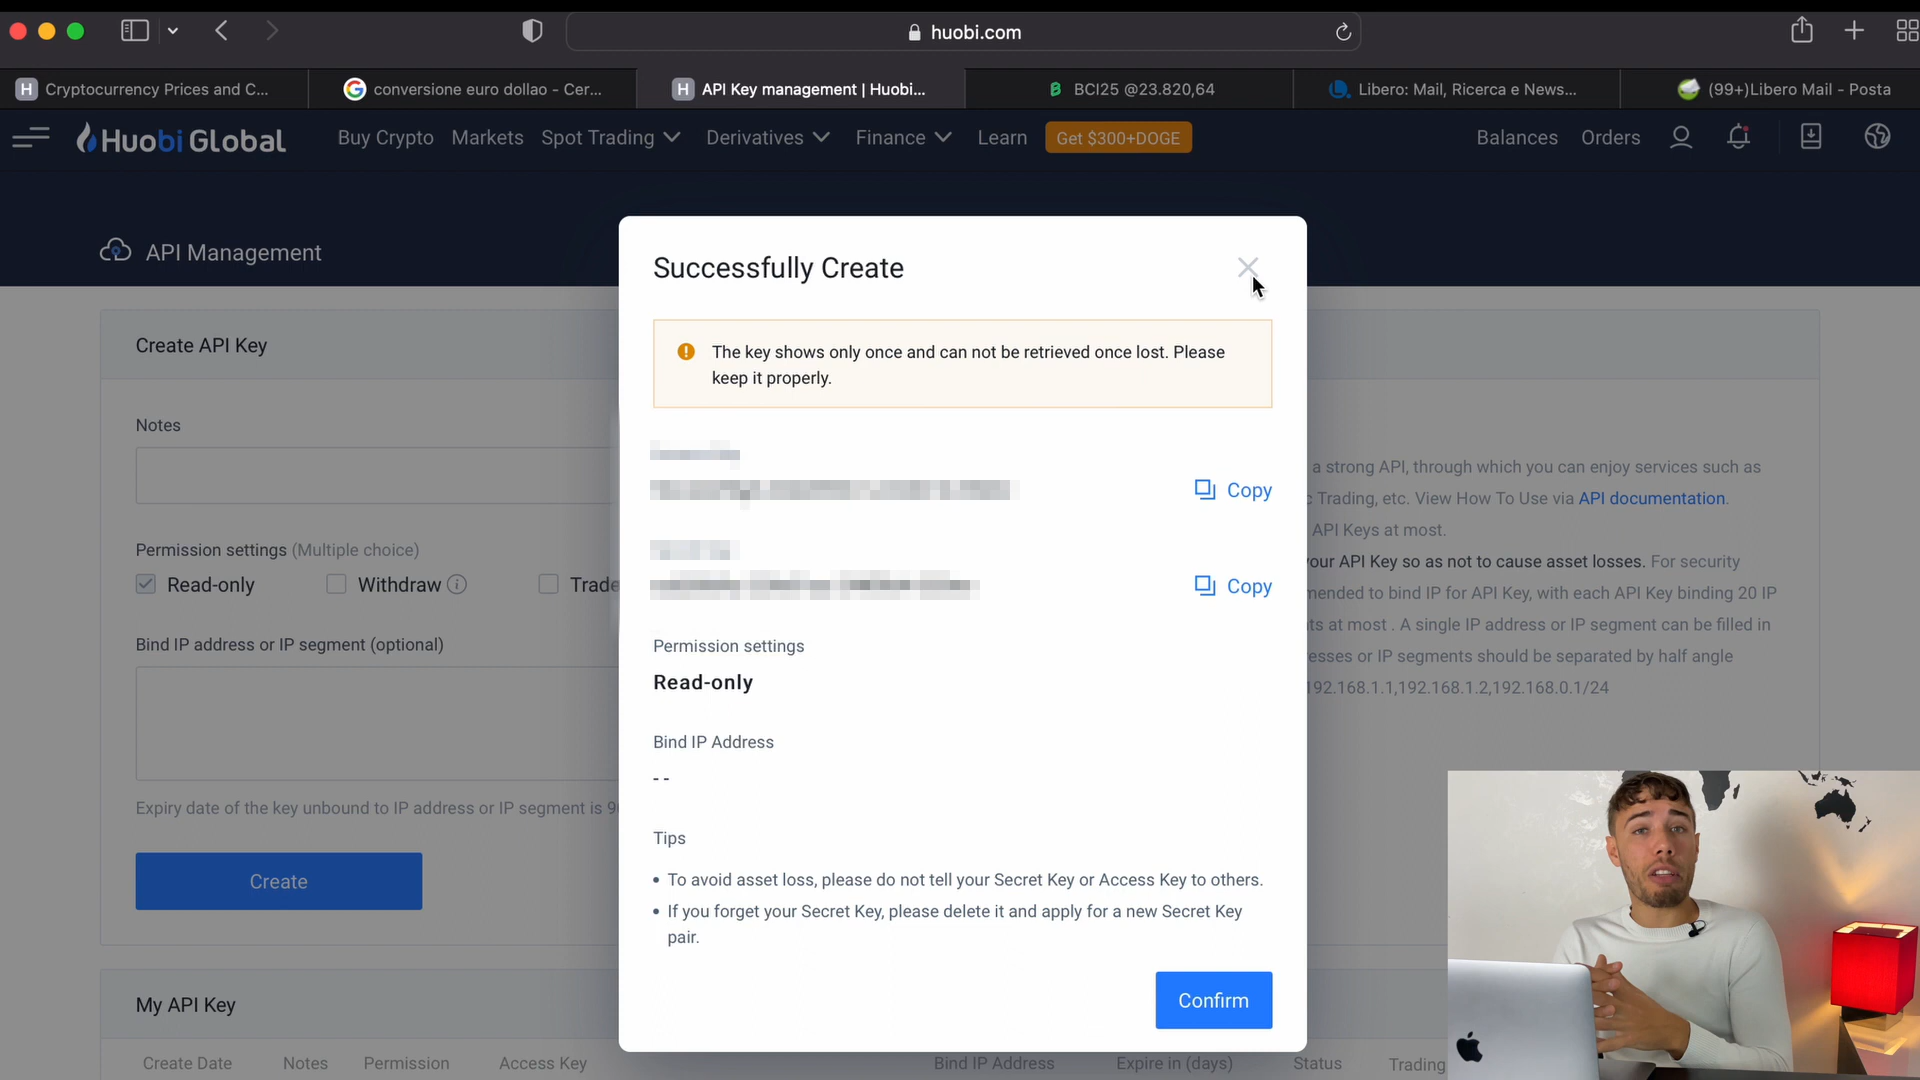 huobi.com
Cryptocurrency Prices and C...
conversione euro dollao - Cer...
API Key management | Huobi...
BCI25 @23.820,64
Libero: Mail, Ricerca e News...
(99+)Libero Mail - Posta
Huobi Global
Buy Crypto
Markets
Spot Trading
Derivatives
Finance
Learn
Get $300+DOGE
Balances
Orders
API Management
Successfully Create
The key shows only once and can not be retrieved once lost. Please
keep it properly.
Copy
Copy
Permission settings
Read-only
Bind IP Address
- -
Tips
• To avoid asset loss, please do not tell your Secret Key or Access Key to others.
• If you forget your Secret Key, please delete it and apply for a new Secret Key
pair.
Confirm
Create API Key
Notes
Permission settings (Multiple choice)
Read-only
Withdraw
Trade
Bind IP address or IP segment (optional)
Expiry date of the key unbound to IP address or IP segment is
Create
a strong API, through which you can enjoy services such as
Trading, etc. View How To Use via API documentation.
API Keys at most.
your API Key so as not to cause asset losses. For security
to bind IP for API Key, with each API Key binding 20 IP
at most . A single IP address or IP segment can be filled in
or IP segments should be separated by half angle
192.168.1.1,192.168.1.2,192.168.0.1/24
My API Key
Create Date
Notes
Permission
Access Key
Bind IP Address
Expire in (days)
Status
Trading